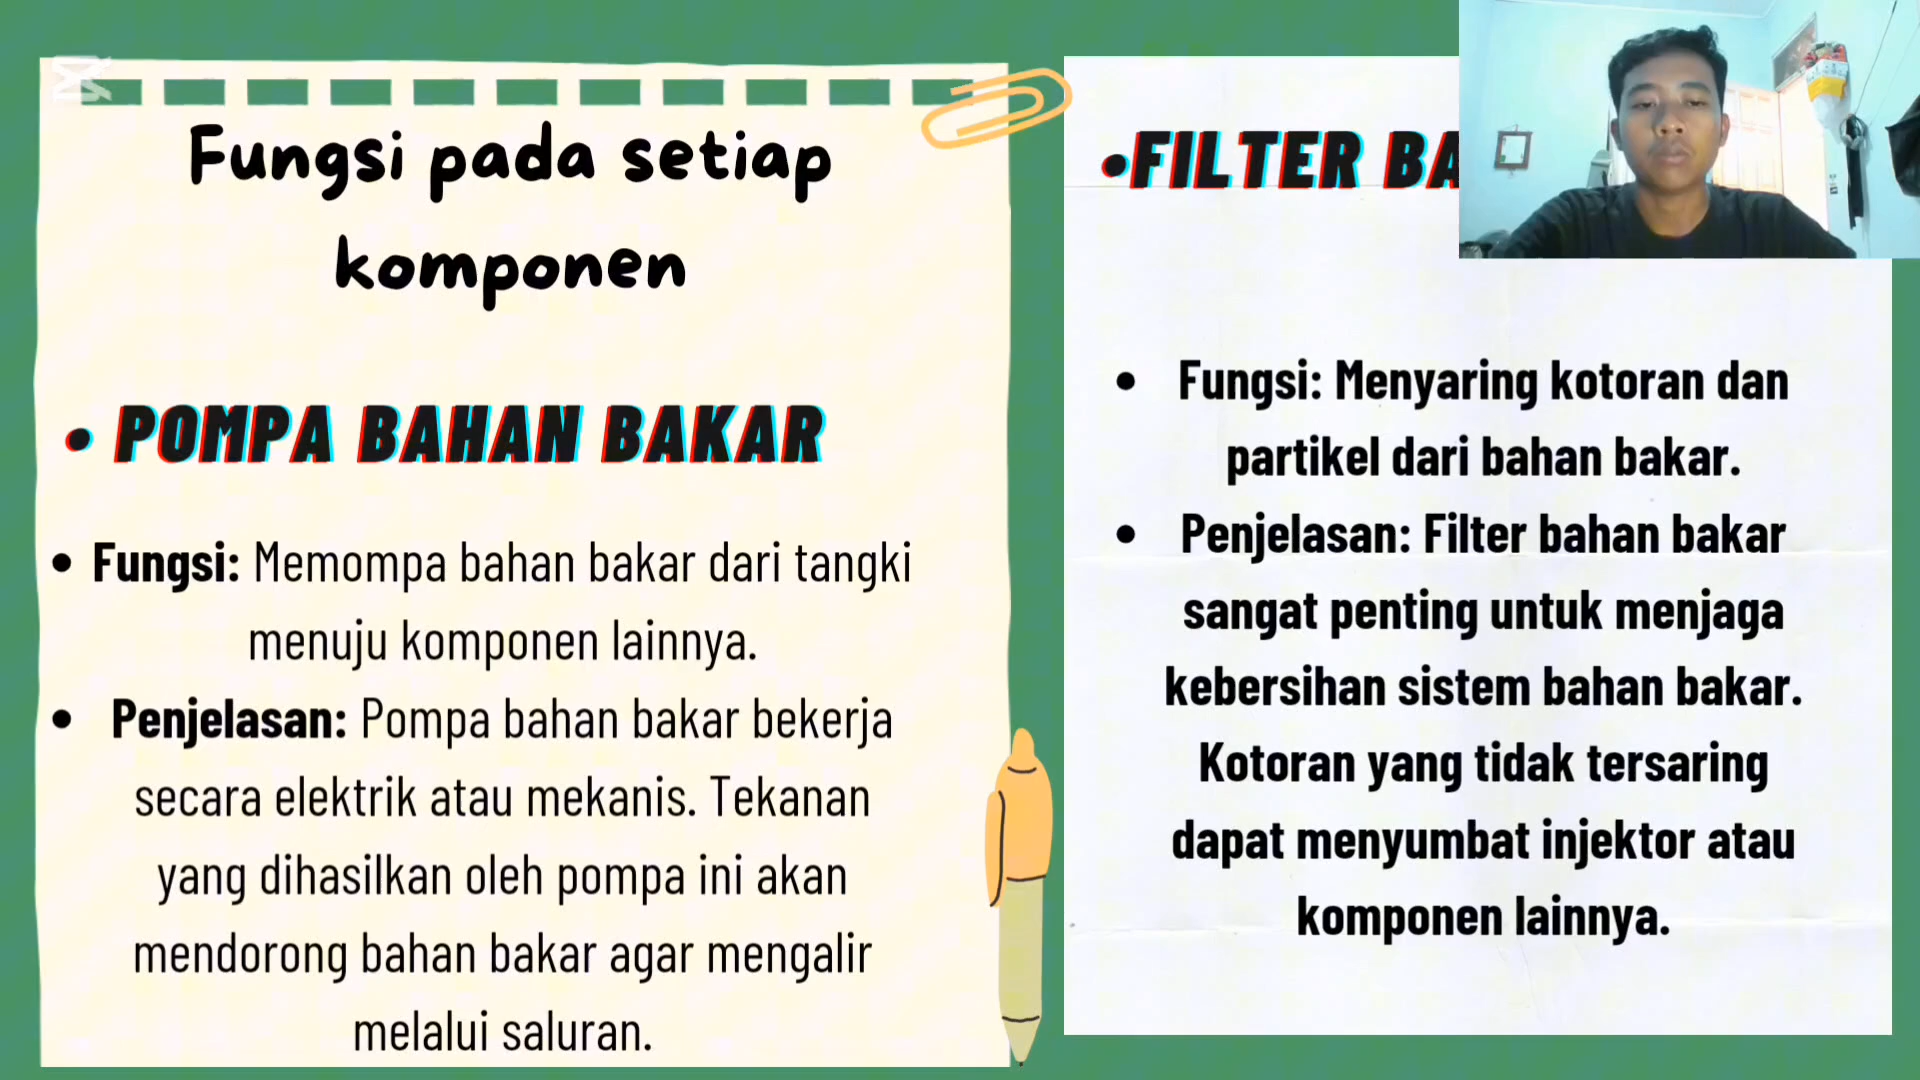 Fungsi pada setiap
komponen
• POMPA BAHAN BAKAR
• Fungsi: Memompa bahan bakar dari tangki
menuju komponen lainnya.
• Penjelasan: Pompa bahan bakar bekerja
secara elektrik atau mekanis. Tekanan
yang dihasilkan oleh pompa ini akan
mendorong bahan bakar agar mengalir
melalui saluran.
•FILTER BA
• Fungsi: Menyaring kotoran dan
partikel dari bahan bakar.
• Penjelasan: Filter bahan bakar
sangat penting untuk menjaga
kebersihan sistem bahan bakar.
Kotoran yang tidak tersaring
dapat menyumbat injektor atau
komponen lainnya.